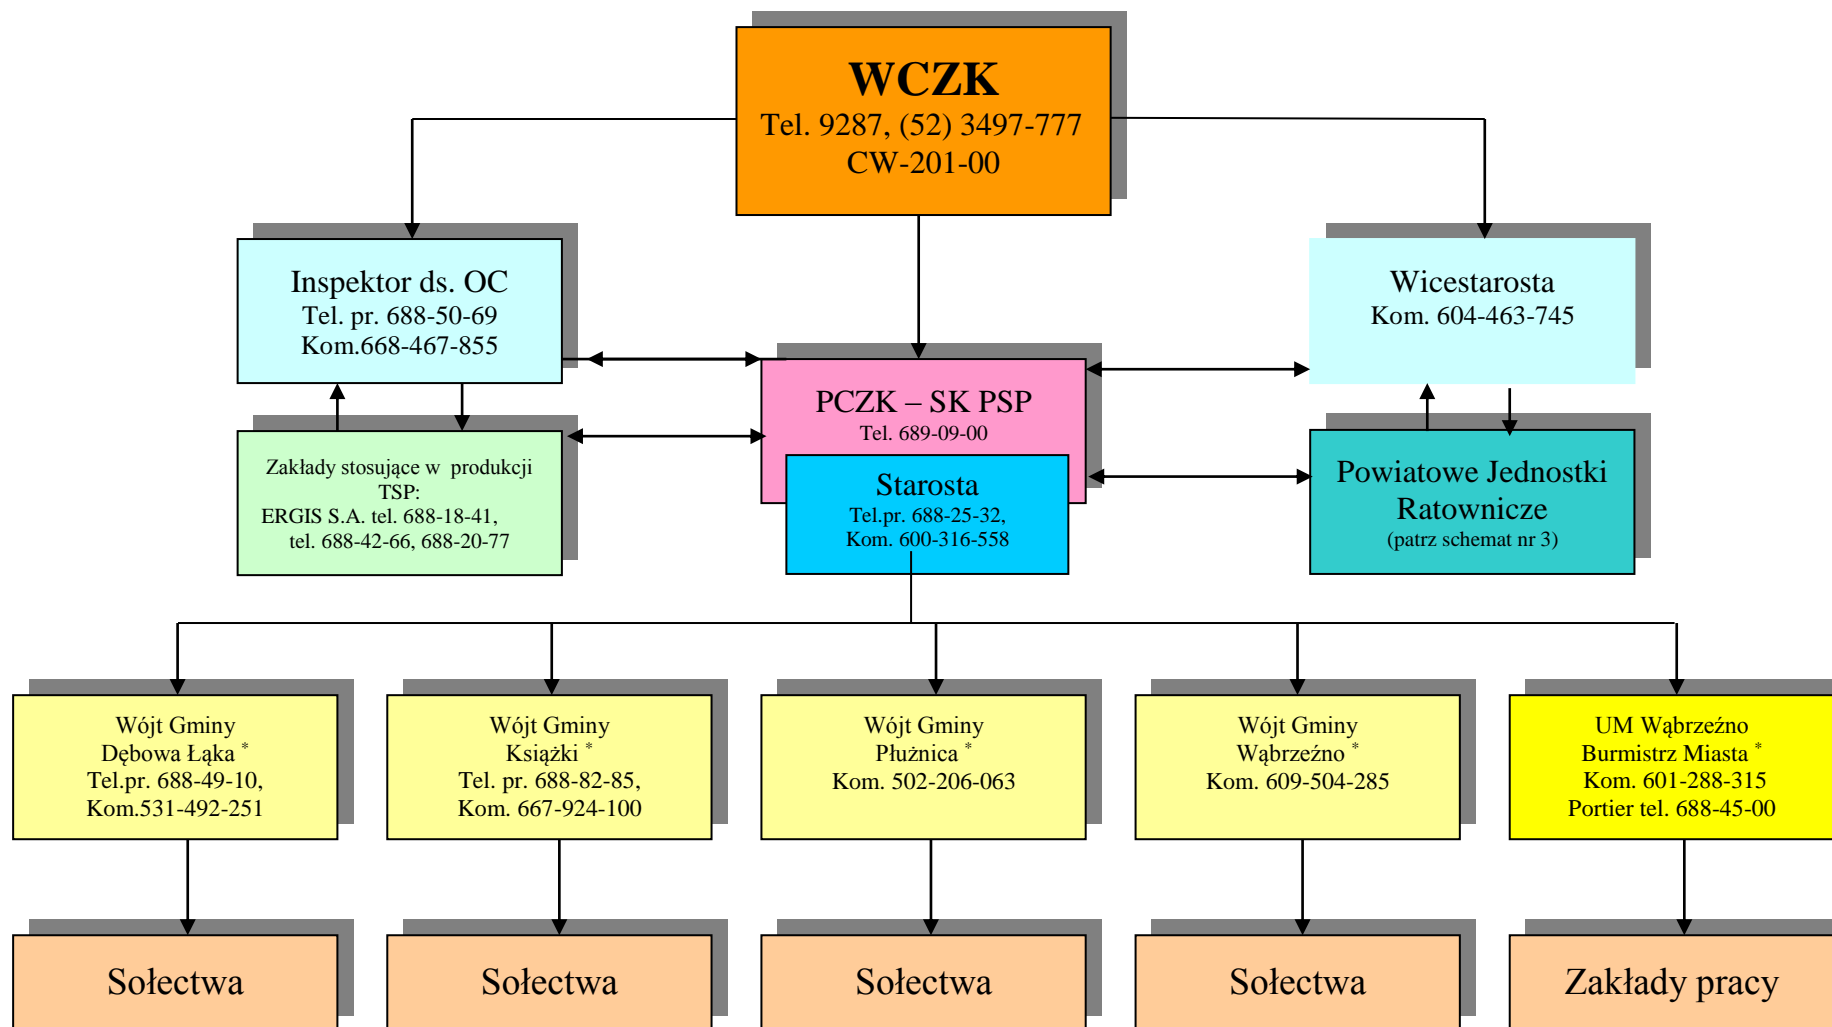 WCZK
Tel. 9287, (52) 3497-777
CW-201-00
Inspektor ds. OC
Tel. pr. 688-50-69
Kom.668-467-855
Wicestarosta
Kom. 604-463-745
PCZK – SK PSP
Tel. 689-09-00
Zakłady stosujące w produkcji
TSP:
ERGIS S.A. tel. 688-18-41,
tel. 688-42-66, 688-20-77
Starosta
Tel.pr. 688-25-32,
Kom. 600-316-558
Powiatowe Jednostki
Ratownicze
(patrz schemat nr 3)
Wójt Gminy
Dębowa Łąka *
Tel.pr. 688-49-10,
Kom.531-492-251
Wójt Gminy
Książki *
Tel. pr. 688-82-85,
Kom. 667-924-100
Wójt Gminy
Płużnica *
Kom. 502-206-063
Wójt Gminy
Wąbrzeźno *
Kom. 609-504-285
UM Wąbrzeźno
Burmistrz Miasta *
Kom. 601-288-315
Portier tel. 688-45-00
Sołectwa
Sołectwa
Sołectwa
Sołectwa
Zakłady pracy